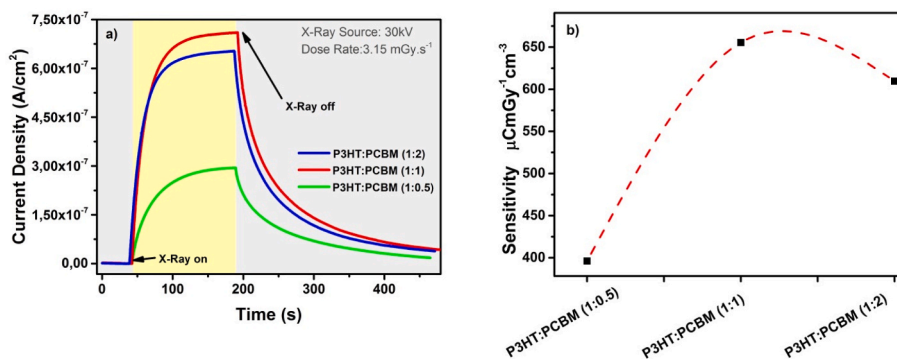 a)
X-Ray Source: 30kV
Dose Rate:3.15 mGy.s⁻¹
X-Ray off
P3HT:PCBM (1:2)
P3HT:PCBM (1:1)
P3HT:PCBM (1:0.5)
X-Ray on
Current Density (A/cm²)
7,50x10⁻⁷
6,00x10⁻⁷
4,50x10⁻⁷
3,00x10⁻⁷
1,50x10⁻⁷
0,00
0
100
200
300
400
Time (s)
b)
Sensitivity μCmGy⁻¹cm⁻³
650
600
550
500
450
400
P3HT:PCBM (1:0.5)
P3HT:PCBM (1:1)
P3HT:PCBM (1:2)